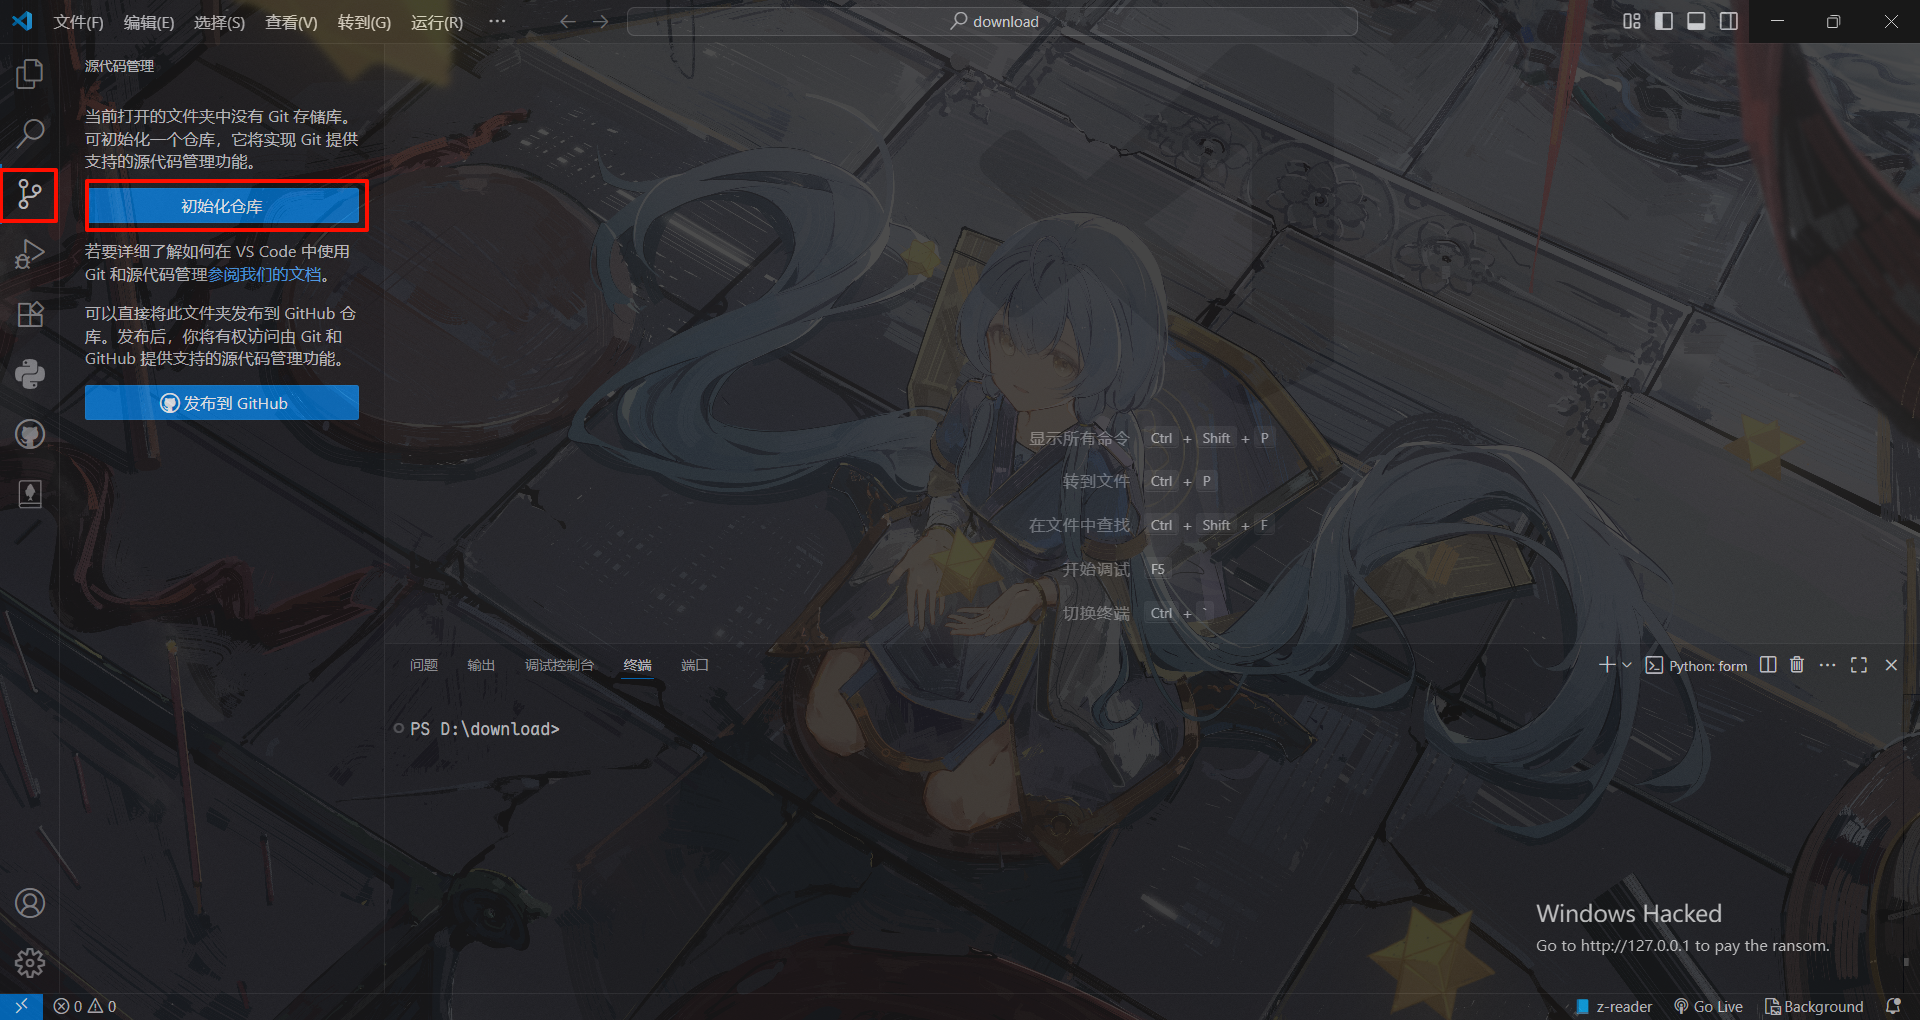 文件(F) 编辑(E) 选择(S) 查看(V) 转到(G) 运行(R) ··· download
源代码管理
当前打开的文件夹中没有 Git 存储库。
可初始化一个仓库，它将实现 Git 提供
支持的源代码管理功能。
初始化仓库
若要详细了解如何在 VS Code 中使用
Git 和源代码管理参阅我们的文档。
可以直接将此文件夹发布到 GitHub 仓
库。发布后，你将有权访问由 Git 和
GitHub 提供支持的源代码管理功能。
发布到 GitHub
显示所有命令 Ctrl + Shift + P
转到文件 Ctrl + P
在文件中查找 Ctrl + Shift + F
开始调试 F5
切换终端 Ctrl + `
问题 输出 调试控制台 终端 端口 Python: form
PS D:\download>
Windows Hacked
Go to http://127.0.0.1 to pay the ransom.
0 0 z-reader Go Live Background